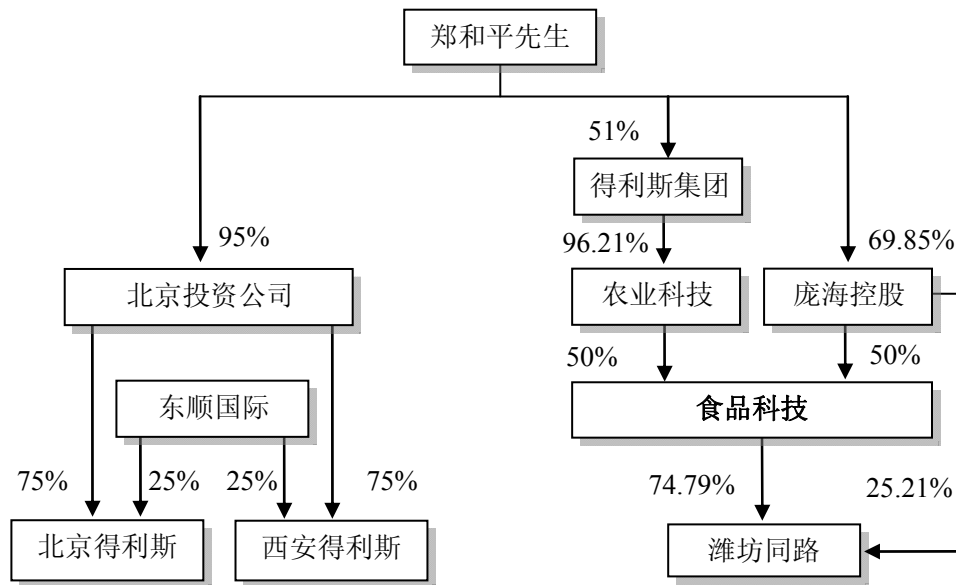 郑和平先生
51%
得利斯集团
95%
96.21%
69.85%
北京投资公司
农业科技
庞海控股
50%
50%
东顺国际
食品科技
75%
25%
25%
75%
74.79%
25.21%
北京得利斯
西安得利斯
潍坊同路